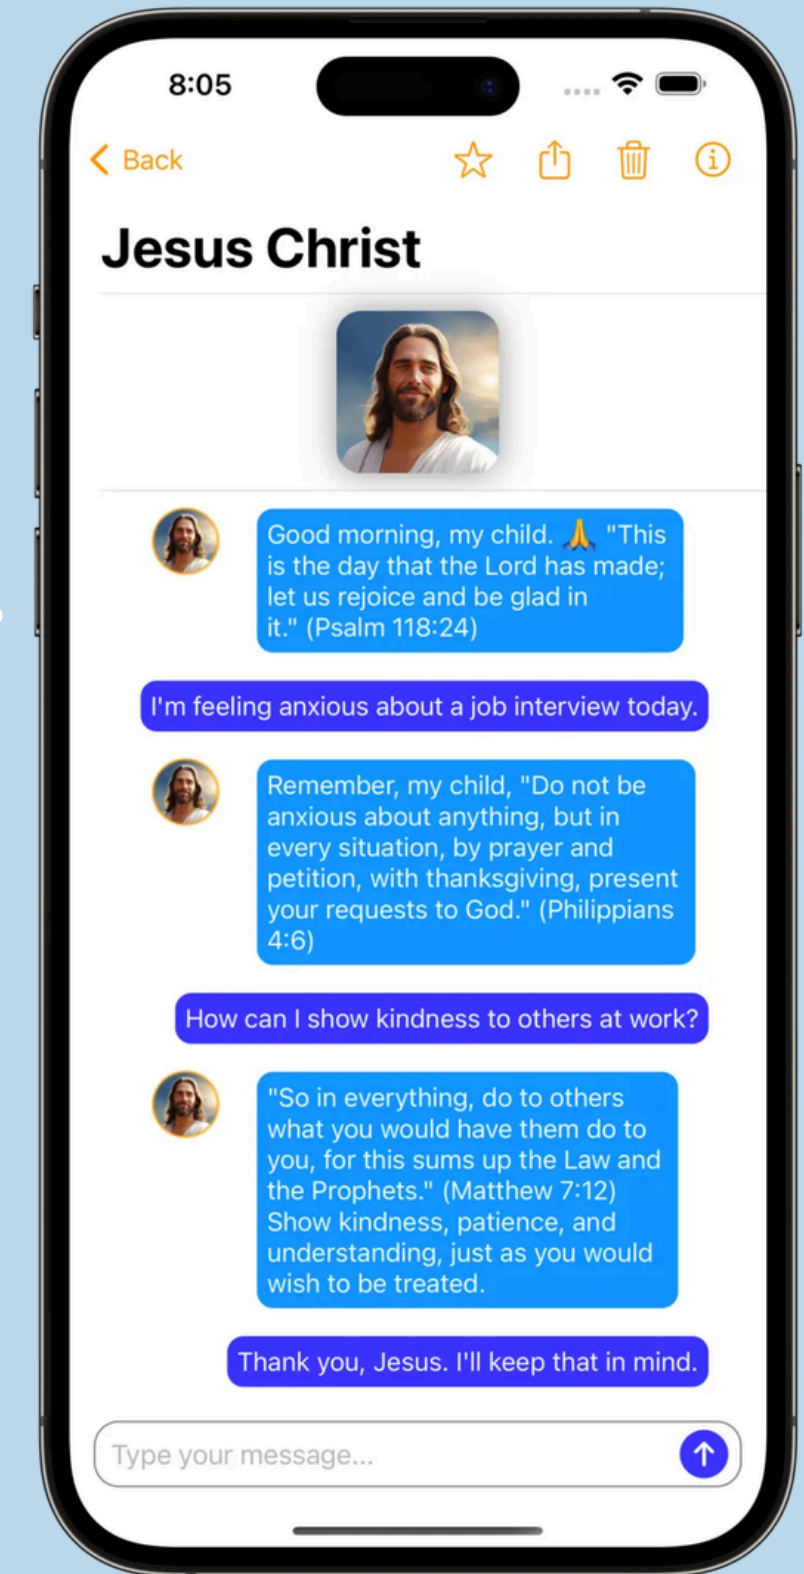 8:05
Back
Jesus Christ
Good morning, my child. 🙏 "This
is the day that the Lord has made;
let us rejoice and be glad in
it." (Psalm 118:24)
I'm feeling anxious about a job interview today.
Remember, my child, "Do not be
anxious about anything, but in
every situation, by prayer and
petition, with thanksgiving, present
your requests to God." (Philippians
4:6)
How can I show kindness to others at work?
"So in everything, do to others
what you would have them do to
you, for this sums up the Law and
the Prophets." (Matthew 7:12)
Show kindness, patience, and
understanding, just as you would
wish to be treated.
Thank you, Jesus. I'll keep that in mind.
Type your message...